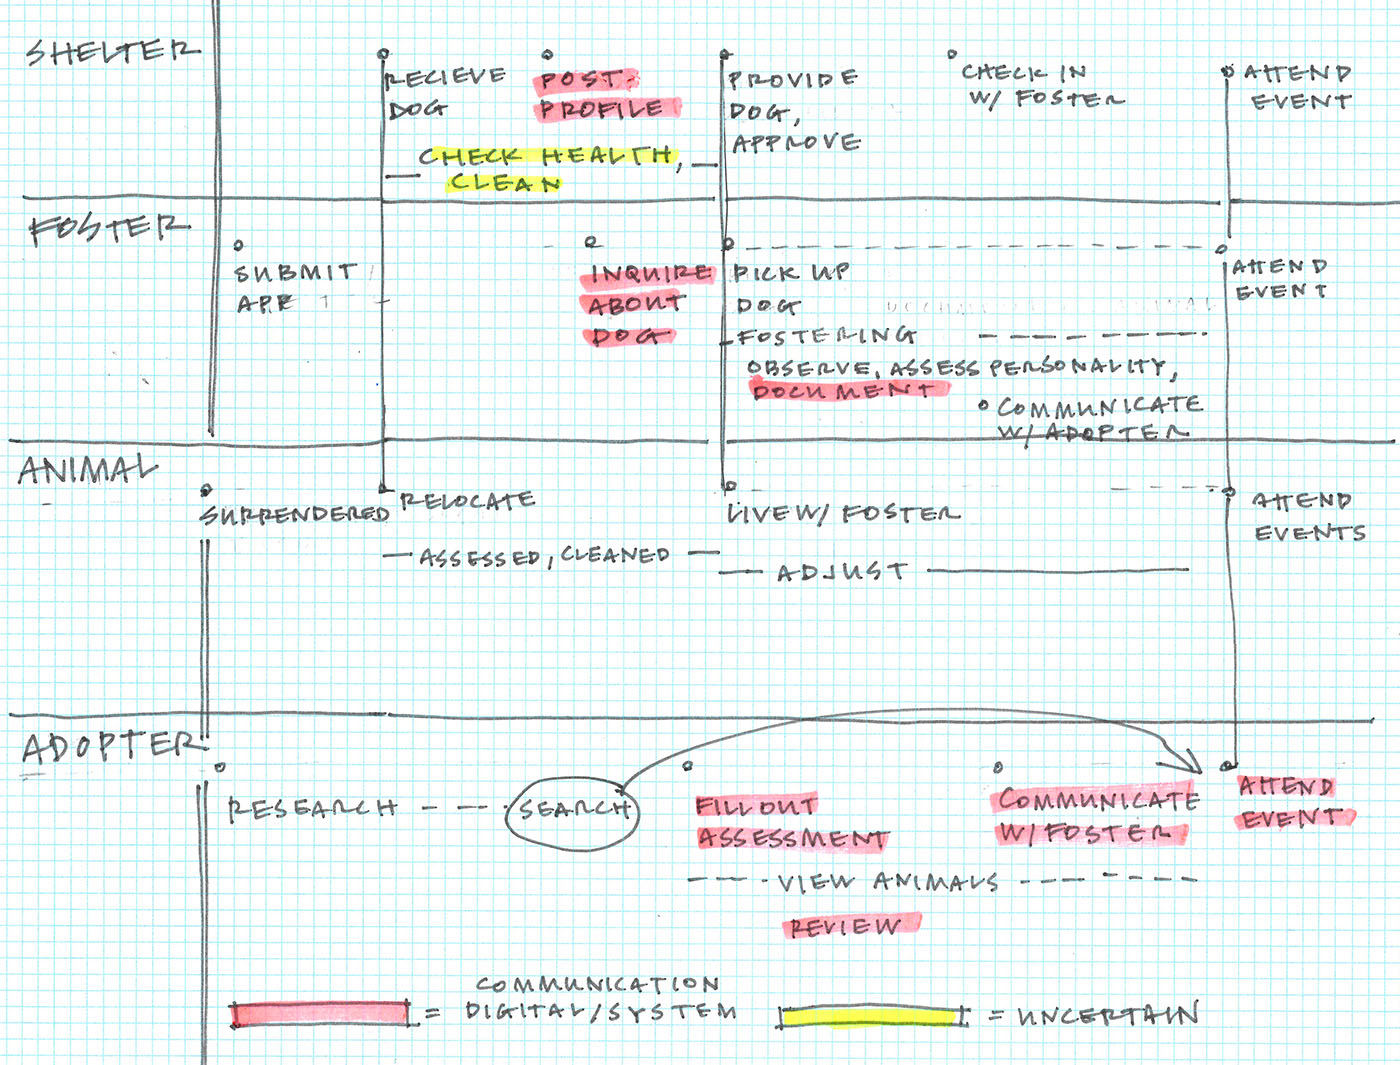 SHELTER
RECIEVE
DOG
POST
PROFILE
PROVIDE
DOG,
APPROVE
CHECK IN
W/ FOSTER
ATTEND
EVENT
CHECK HEALTH,
CLEAN
FOSTER
SUBMIT
APP
INQUIRE
ABOUT
DOG
PICK UP
DOG
FOSTERING
OBSERVE, ASSESS PERSONALITY,
DOCUMENT
COMMUNICATE
W/ ADOPTER
ATTEND
EVENT
ANIMAL
SURRENDERED
RELOCATE
ASSESSED, CLEANED
LIVE W/ FOSTER
ADJUST
ATTEND
EVENTS
ADOPTER
RESEARCH
SEARCH
FILL OUT
ASSESSMENT
COMMUNICATE
W/ FOSTER
ATTEND
EVENT
VIEW ANIMALS
REVIEW
COMMUNICATION
= DIGITAL/SYSTEM
= UNCERTAIN